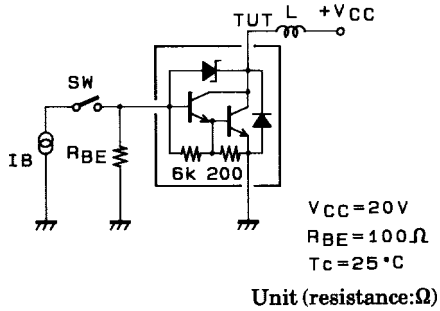 TUT L +VCC
SW
IB
RBE
6k 200
VCC=20V
RBE=100Ω
Tc=25°C
Unit (resistance:Ω)